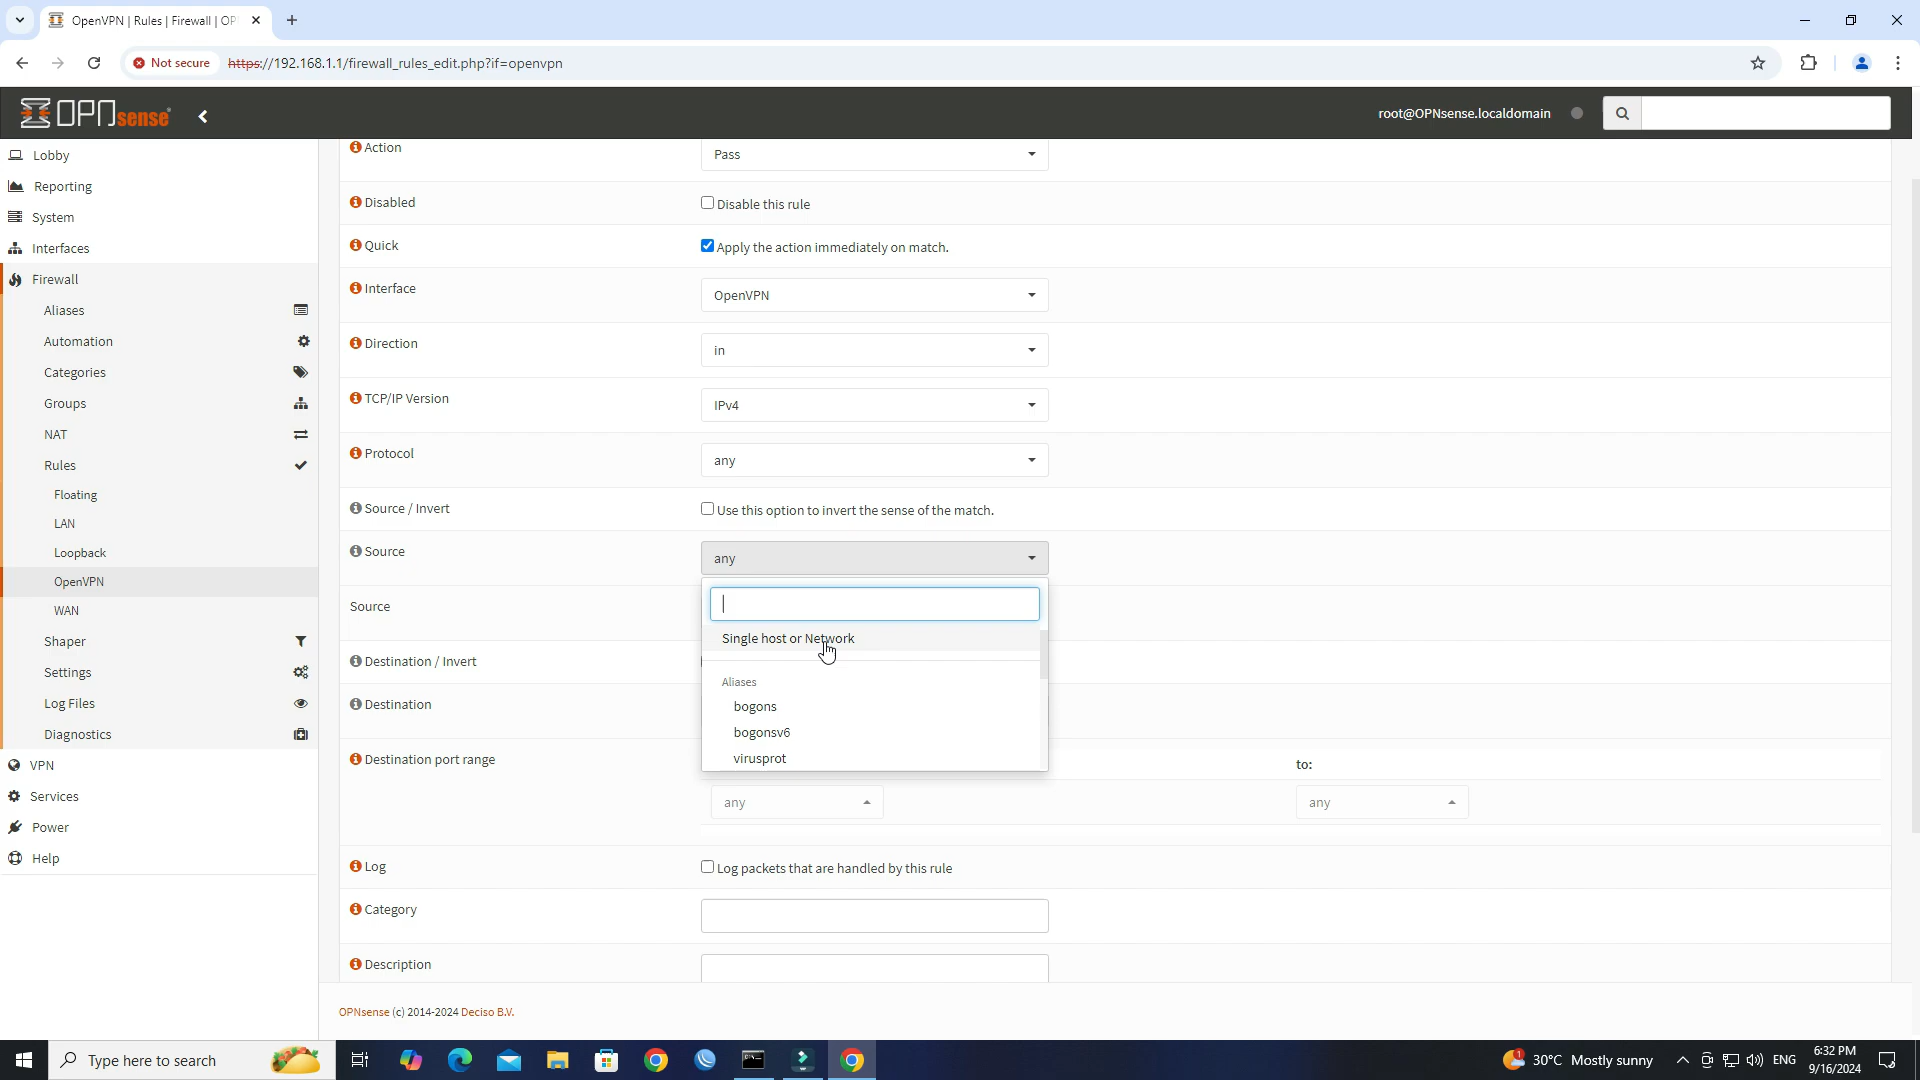 OpenVPN | Rules | Firewall | OP
Not secure
https://192.168.1.1/firewall_rules_edit.php?if=openvpn
OPNsense
root@OPNsense.localdomain
Lobby
Reporting
System
Interfaces
Firewall
Aliases
Automation
Categories
Groups
NAT
Rules
Floating
LAN
Loopback
OpenVPN
WAN
Shaper
Settings
Log Files
Diagnostics
VPN
Services
Power
Help
Action
Pass
Disabled
Disable this rule
Quick
Apply the action immediately on match.
Interface
OpenVPN
Direction
in
TCP/IP Version
IPv4
Protocol
any
Source / Invert
Use this option to invert the sense of the match.
Source
any
Source
Single host or Network
Aliases
bogons
bogonsv6
virusprot
Destination / Invert
Destination
Destination port range
to:
any
any
Log
Log packets that are handled by this rule
Category
Description
OPNsense (c) 2014-2024 Deciso B.V.
Type here to search
1
30°C Mostly sunny
ENG
6:32 PM
9/16/2024